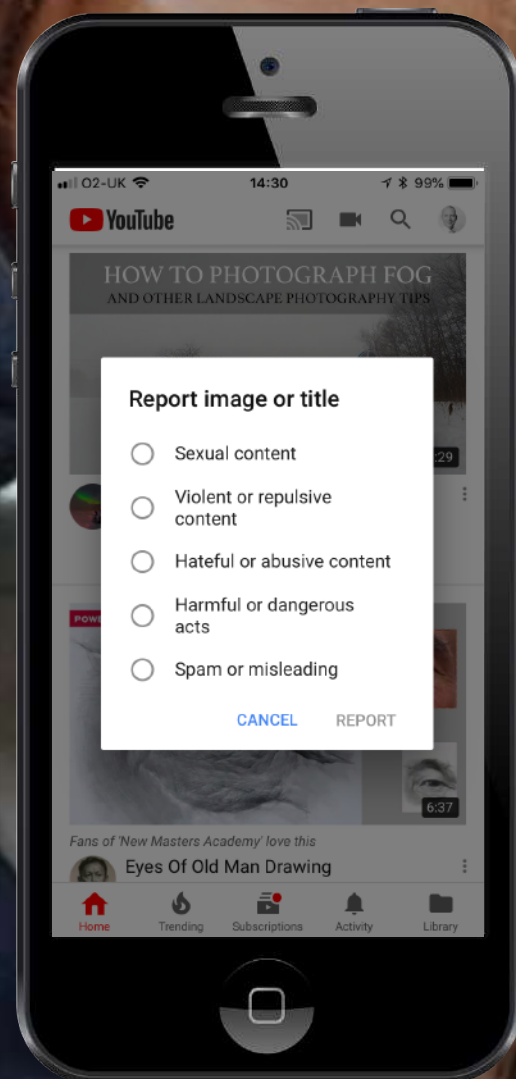 O2-UK 14:30 99%
YouTube
HOW TO PHOTOGRAPH FOG
AND OTHER LANDSCAPE PHOTOGRAPHY TIPS
Report image or title
:29
Sexual content
Violent or repulsive
content
Hateful or abusive content
Harmful or dangerous
acts
POWE
Spam or misleading
CANCEL REPORT
6:37
Fans of 'New Masters Academy' love this
Eyes Of Old Man Drawing
Home Trending Subscriptions Activity Library